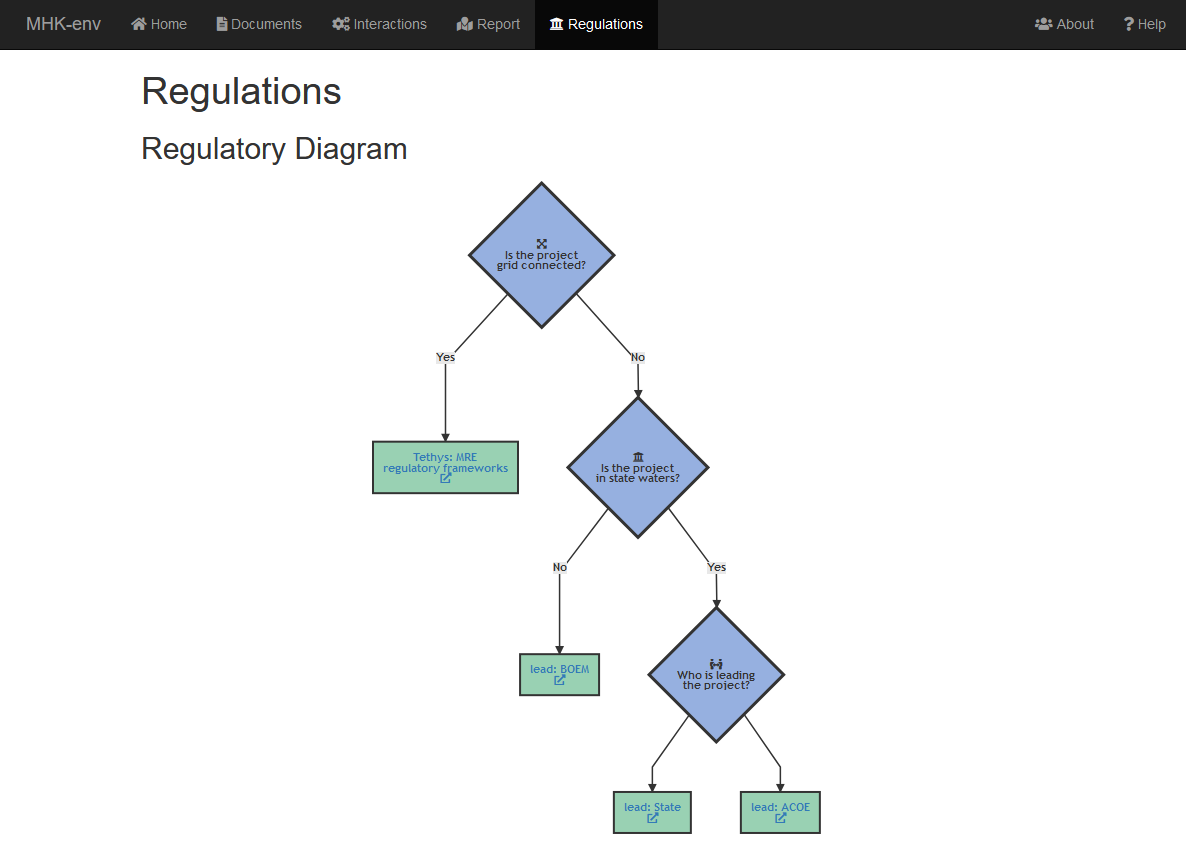 MHK-env Home Documents Interactions Report Regulations About Help
Regulations
Regulatory Diagram
Is the project
grid connected?
Yes
No
Tethys: MRE
regulatory frameworks
Is the project
in state waters?
No
Yes
lead: BOEM
Who is leading
the project?
lead: State
lead: ACOE